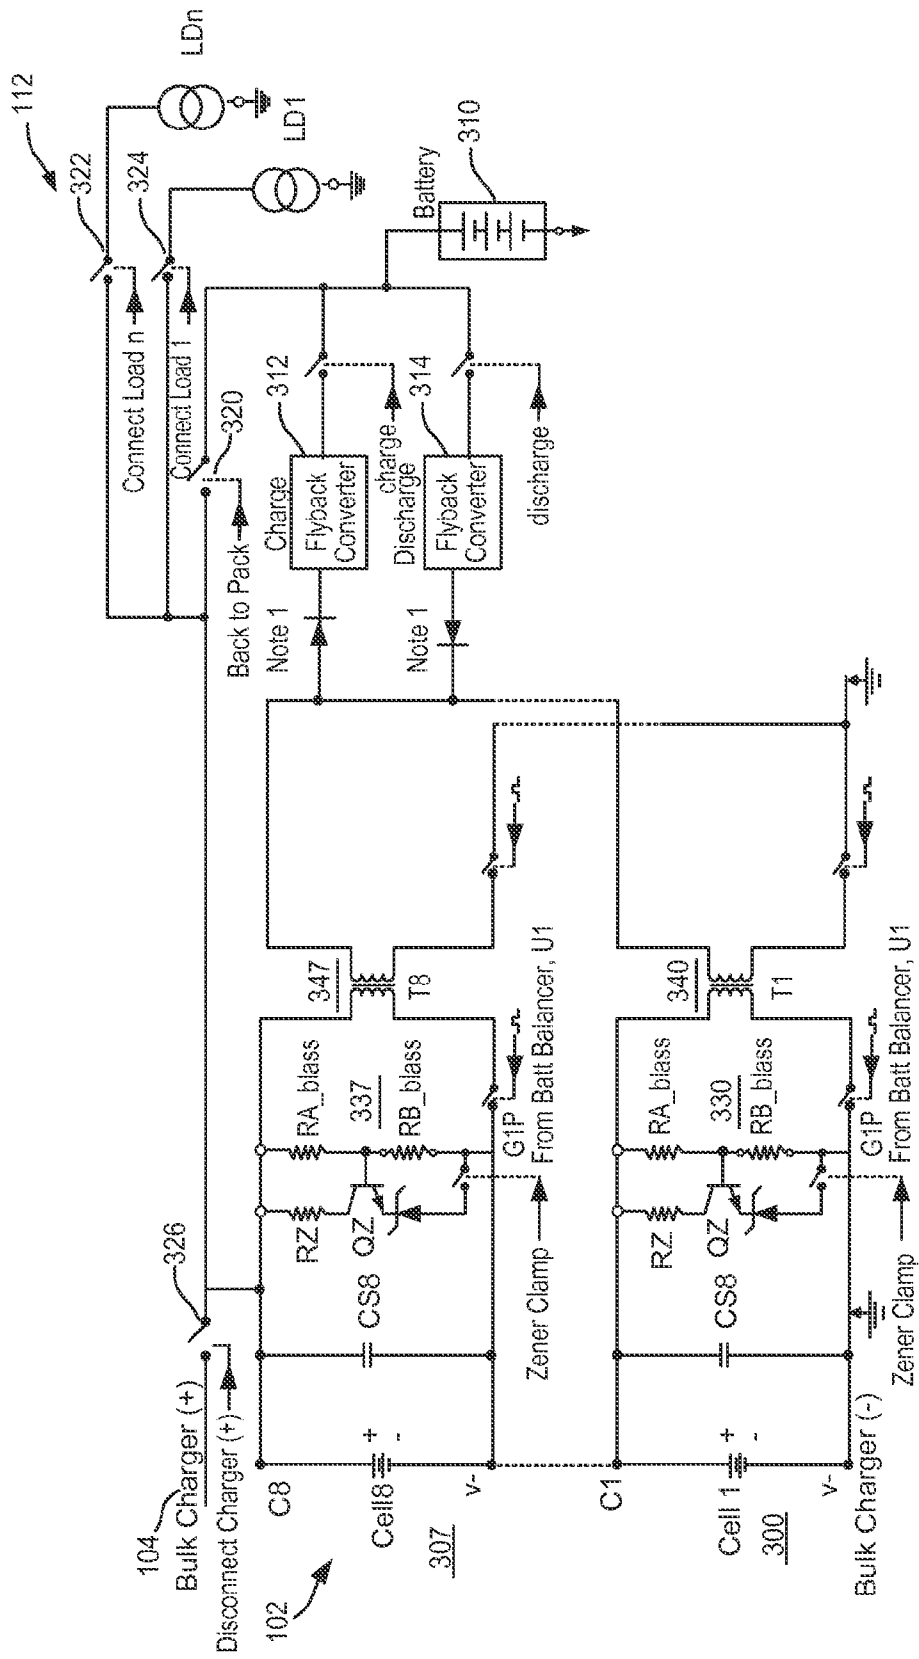 112
LDn
LD1
322
324
Connect Load n
Connect Load 1
320
Back to Pack
Battery
310
312
Charge
Flyback
Converter
charge
314
Discharge
Flyback
Converter
discharge
Note 1
Note 1
326
104
Bulk Charger (+)
Disconnect Charger (+)
102
C8
Cell8
+
-
v-
307
CS8
RZ
QZ
RA_blass
337
RB_blass
347
T8
G1P
From Batt Balancer, U1
Zener Clamp
C1
Cell 1
+
-
v-
300
CS8
RZ
QZ
RA_blass
330
RB_blass
340
T1
G1P
From Batt Balancer, U1
Zener Clamp
Bulk Charger (-)